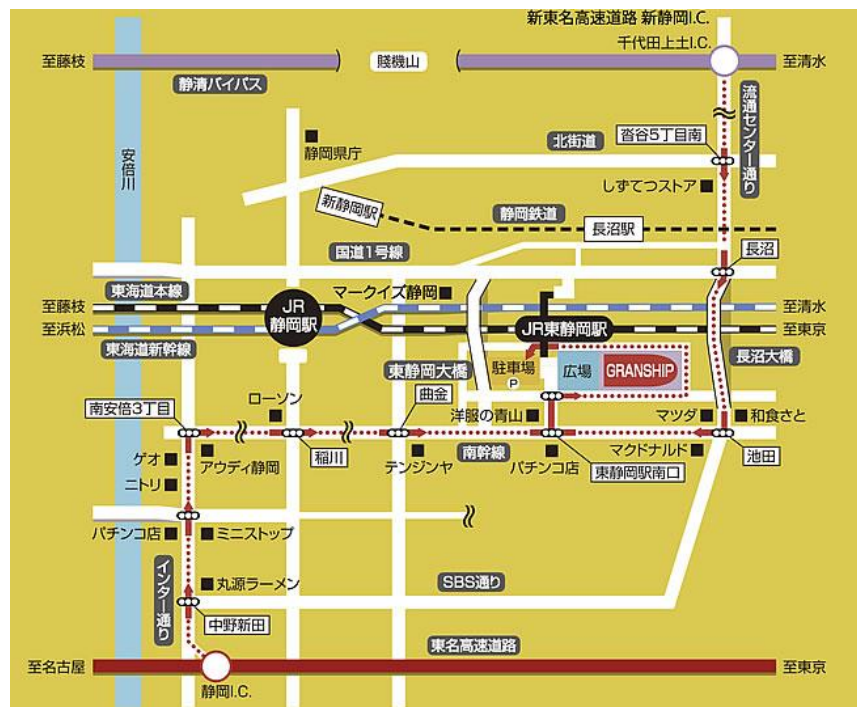 新東名高速道路 新静岡I.C.
千代田上土I.C.
至藤枝
賤機山
至清水
静清バイパス
流通センター通り
安倍川
静岡県庁
北街道
沓谷5丁目南
しずてつストア
新静岡駅
静岡鉄道
長沼駅
国道1号線
長沼
東海道本線
マークイズ静岡
至藤枝
JR
静岡駅
至清水
至浜松
JR東静岡駅
至東京
東海道新幹線
東静岡大橋
駐車場
P
広場
GRANSHIP
長沼大橋
南安倍3丁目
ローソン
曲金
洋服の青山
マツダ
和食さと
ゲオ
アウディ静岡
稲川
テンジンヤ
南幹線
パチンコ店
東静岡駅南口
マクドナルド
池田
ニトリ
パチンコ店
ミニストップ
インター通り
丸源ラーメン
SBS通り
中野新田
東名高速道路
至名古屋
至東京
静岡I.C.